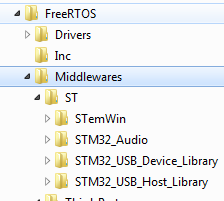 FreeRTOS
Drivers
Inc
Middlewares
ST
STemWin
STM32_Audio
STM32_USB_Device_Library
STM32_USB_Host_Library